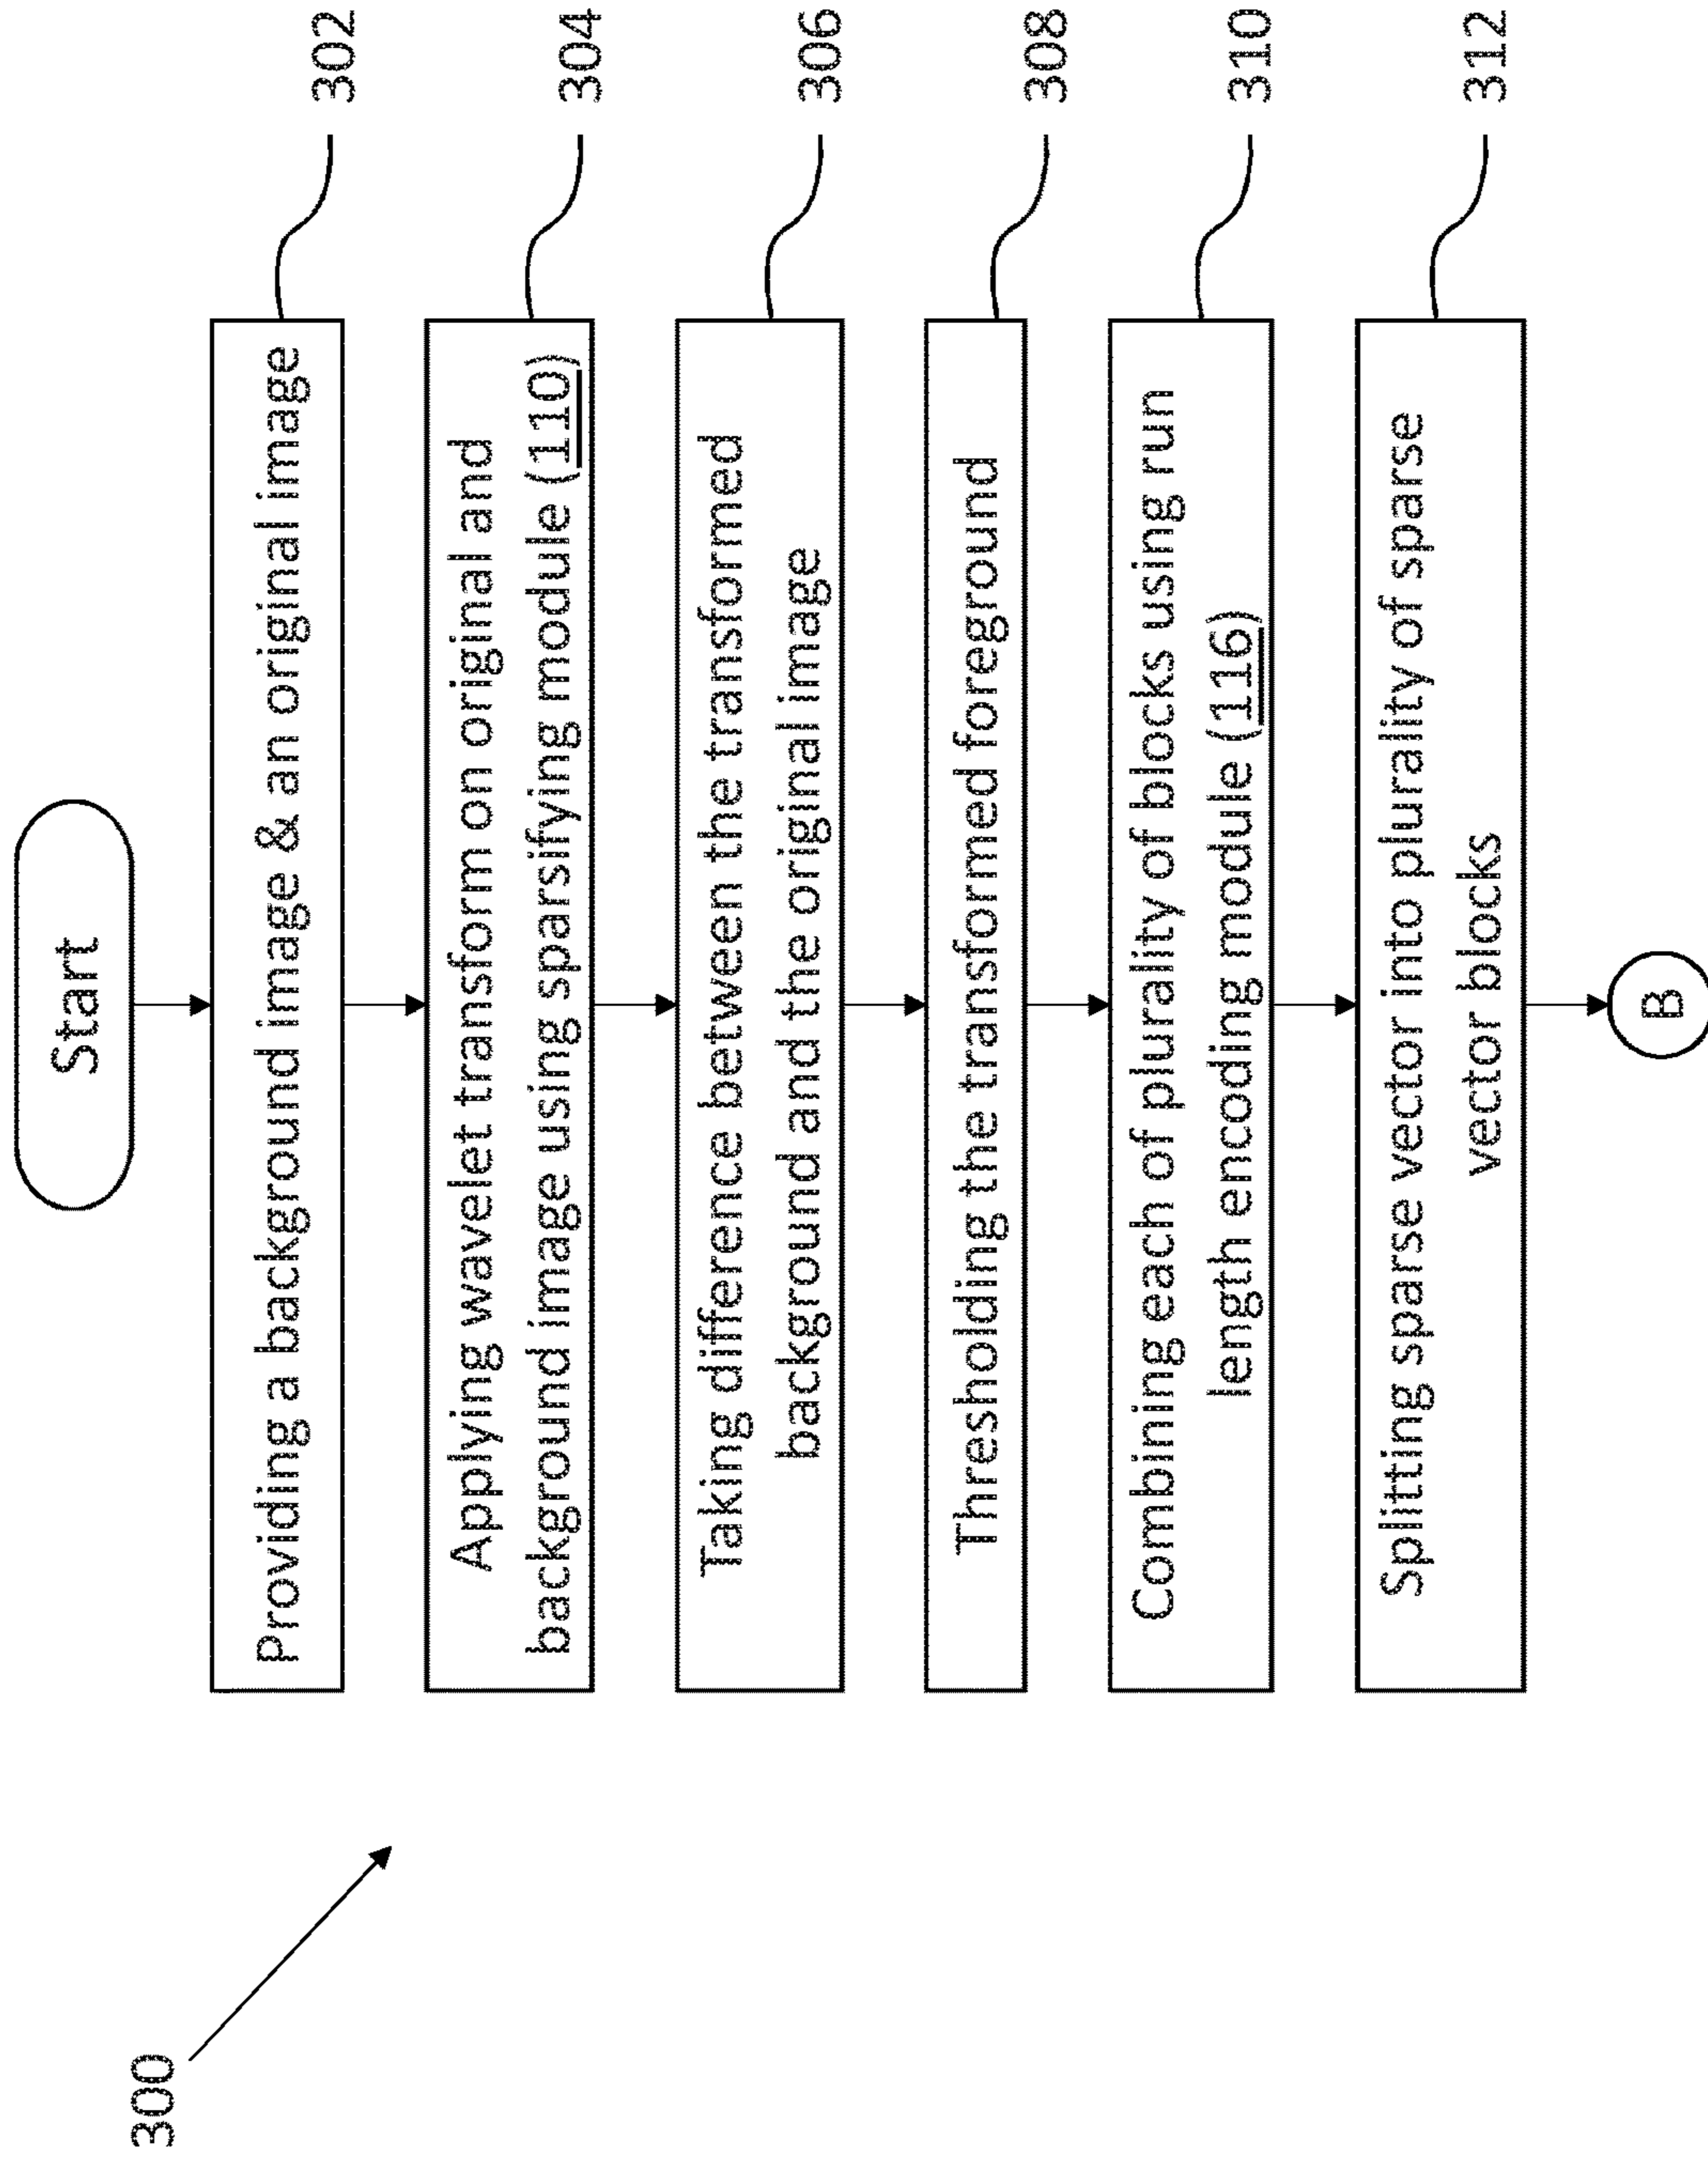 300
Start
Providing a background image & an original image
302
Applying wavelet transform on original and
background image using sparsifying module (110)
304
Taking difference between the transformed
background and the original image
306
Thresholding the transformed foreground
308
Combining each of plurality of blocks using run
length encoding module (116)
310
Splitting sparse vector into plurality of sparse
vector blocks
312
B